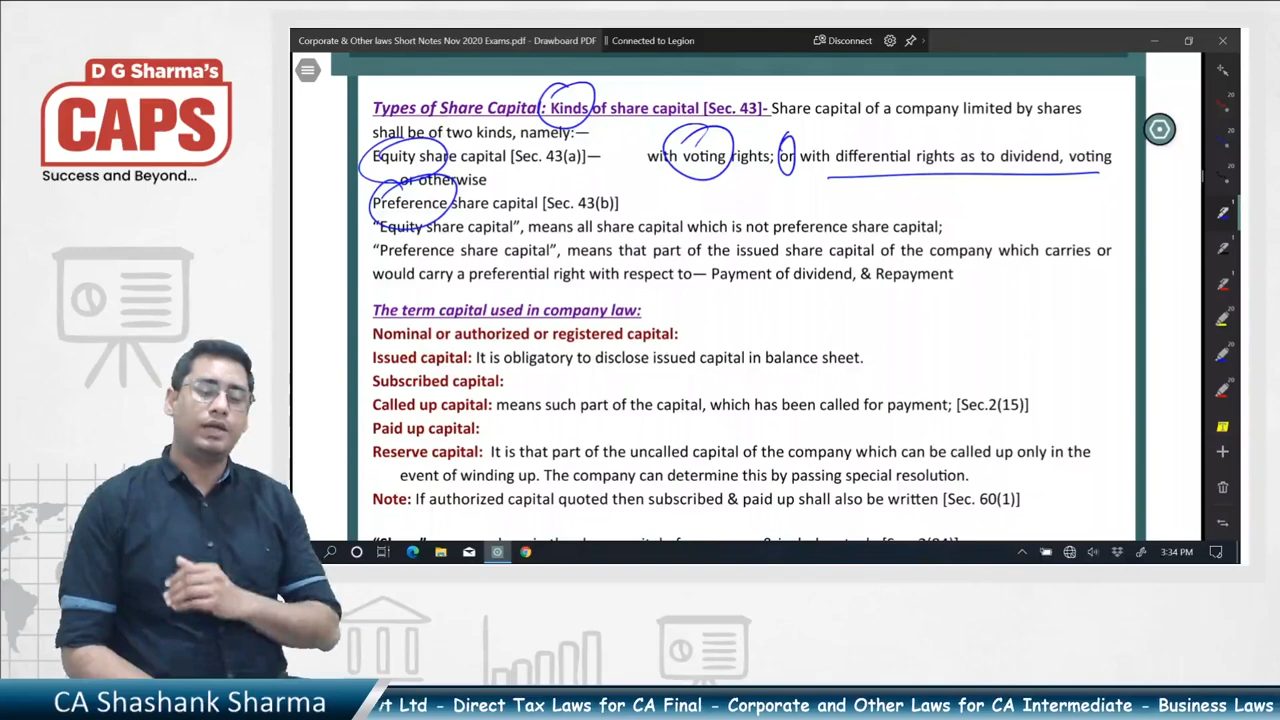 D G Sharma's
CAPS
Success and Beyond...
Corporate & Other laws Short Notes Nov 2020 Exams.pdf - Drawboard PDF
Connected to Legion
Disconnect
Types of Share Capital: Kinds of share capital [Sec. 43]- Share capital of a company limited by shares
shall be of two kinds, namely:—
Equity share capital [Sec. 43(a)]— with voting rights; or with differential rights as to dividend, voting
or otherwise
Preference share capital [Sec. 43(b)]
“Equity share capital”, means all share capital which is not preference share capital;
“Preference share capital”, means that part of the issued share capital of the company which carries or
would carry a preferential right with respect to— Payment of dividend, & Repayment
The term capital used in company law:
Nominal or authorized or registered capital:
Issued capital: It is obligatory to disclose issued capital in balance sheet.
Subscribed capital:
Called up capital: means such part of the capital, which has been called for payment; [Sec.2(15)]
Paid up capital:
Reserve capital: It is that part of the uncalled capital of the company which can be called up only in the
event of winding up. The company can determine this by passing special resolution.
Note: If authorized capital quoted then subscribed & paid up shall also be written [Sec. 60(1)]
3:34 PM
CA Shashank Sharma
t Ltd - Direct Tax Laws for CA Final - Corporate and Other Laws for CA Intermediate - Business Laws